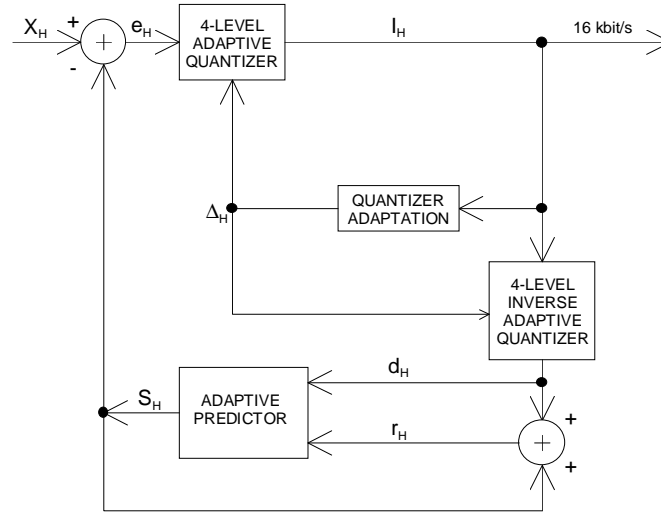 X_H
+
-
+
e_H
4-LEVEL
ADAPTIVE
QUANTIZER
I_H
16 kbit/s
Δ_H
QUANTIZER
ADAPTATION
4-LEVEL
INVERSE
ADAPTIVE
QUANTIZER
S_H
ADAPTIVE
PREDICTOR
d_H
r_H
+
+
+